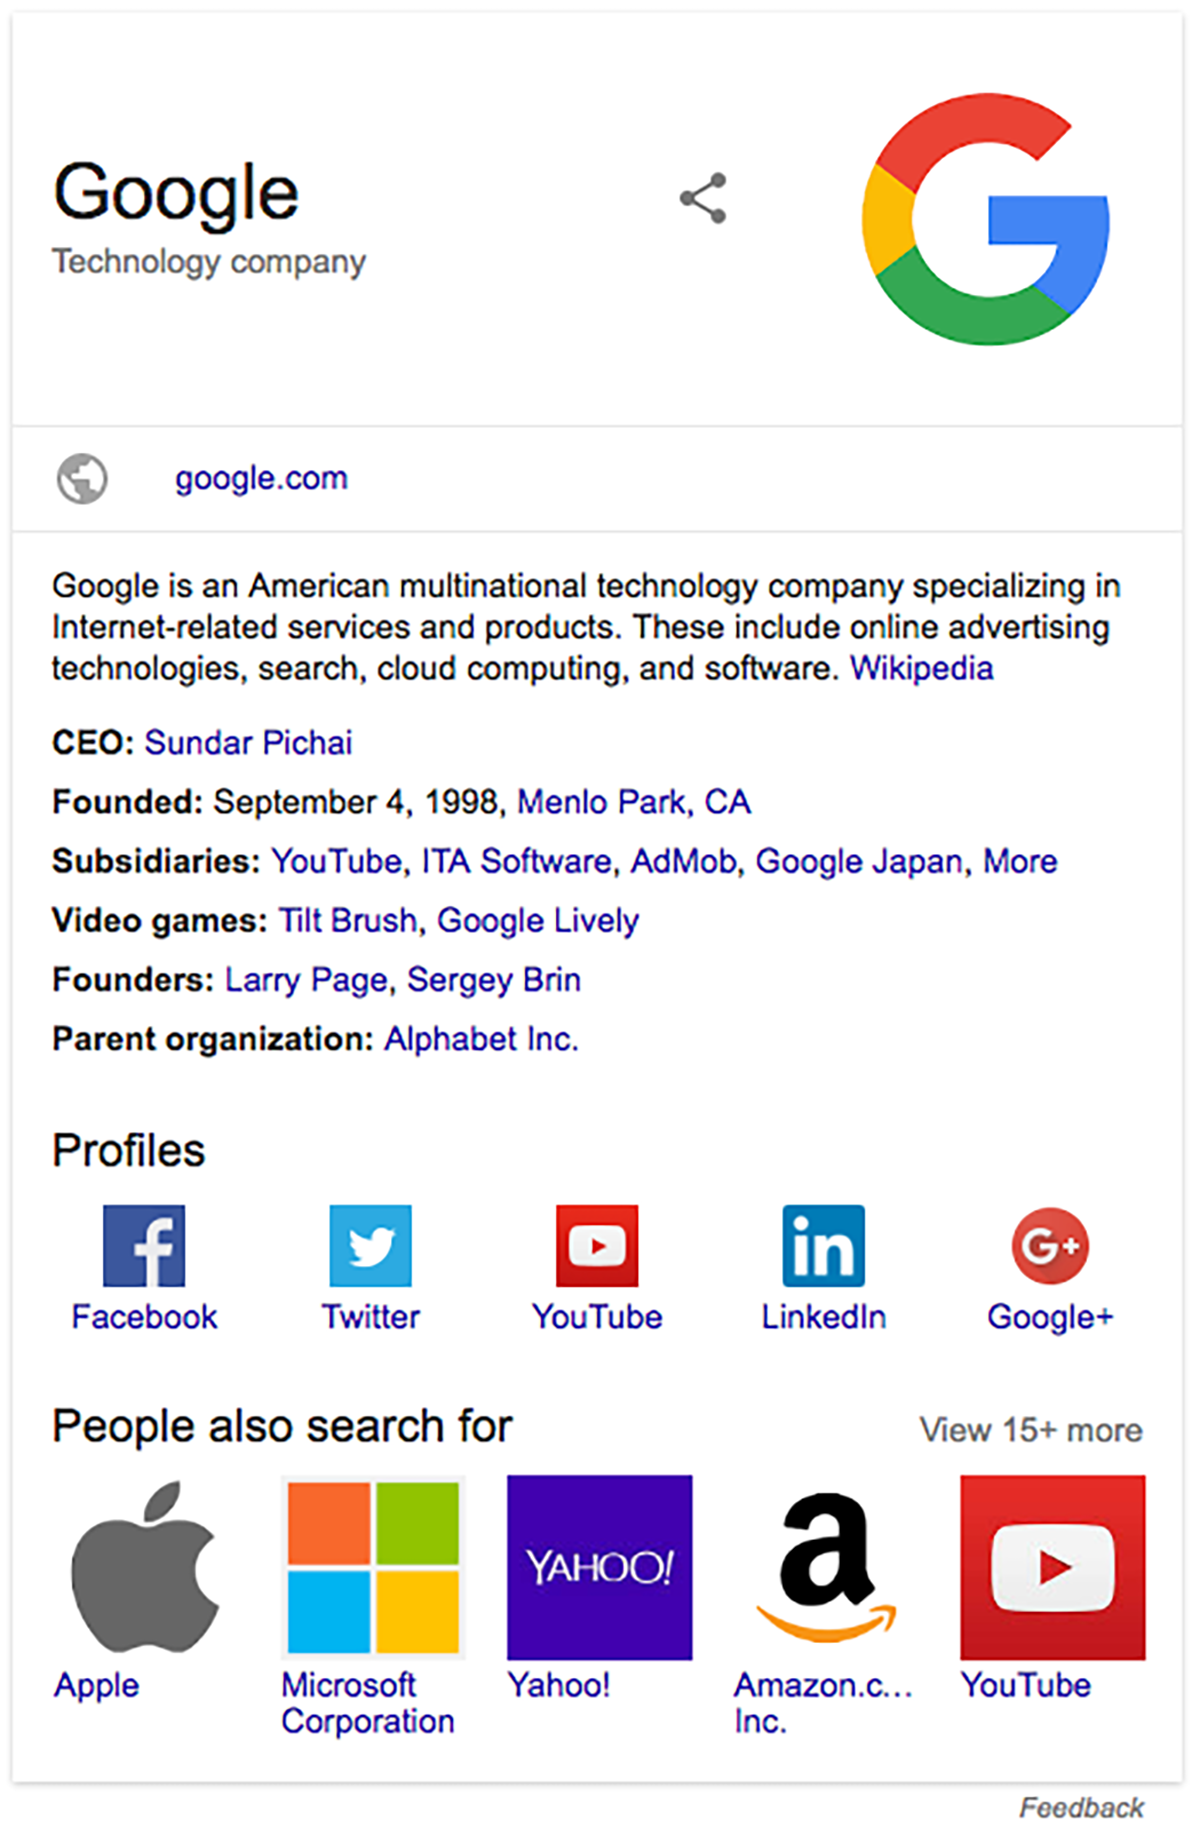 Google
Technology company
google.com
Google is an American multinational technology company specializing in
Internet-related services and products. These include online advertising
technologies, search, cloud computing, and software. Wikipedia
CEO: Sundar Pichai
Founded: September 4, 1998, Menlo Park, CA
Subsidiaries: YouTube, ITA Software, AdMob, Google Japan, More
Video games: Tilt Brush, Google Lively
Founders: Larry Page, Sergey Brin
Parent organization: Alphabet Inc.
Profiles
f in G+
Facebook Twitter YouTube LinkedIn Google+
People also search for View 15+ more
YAHOO! a
Apple Microsoft Yahoo! Amazon.c... YouTube
Corporation Inc.
Feedback